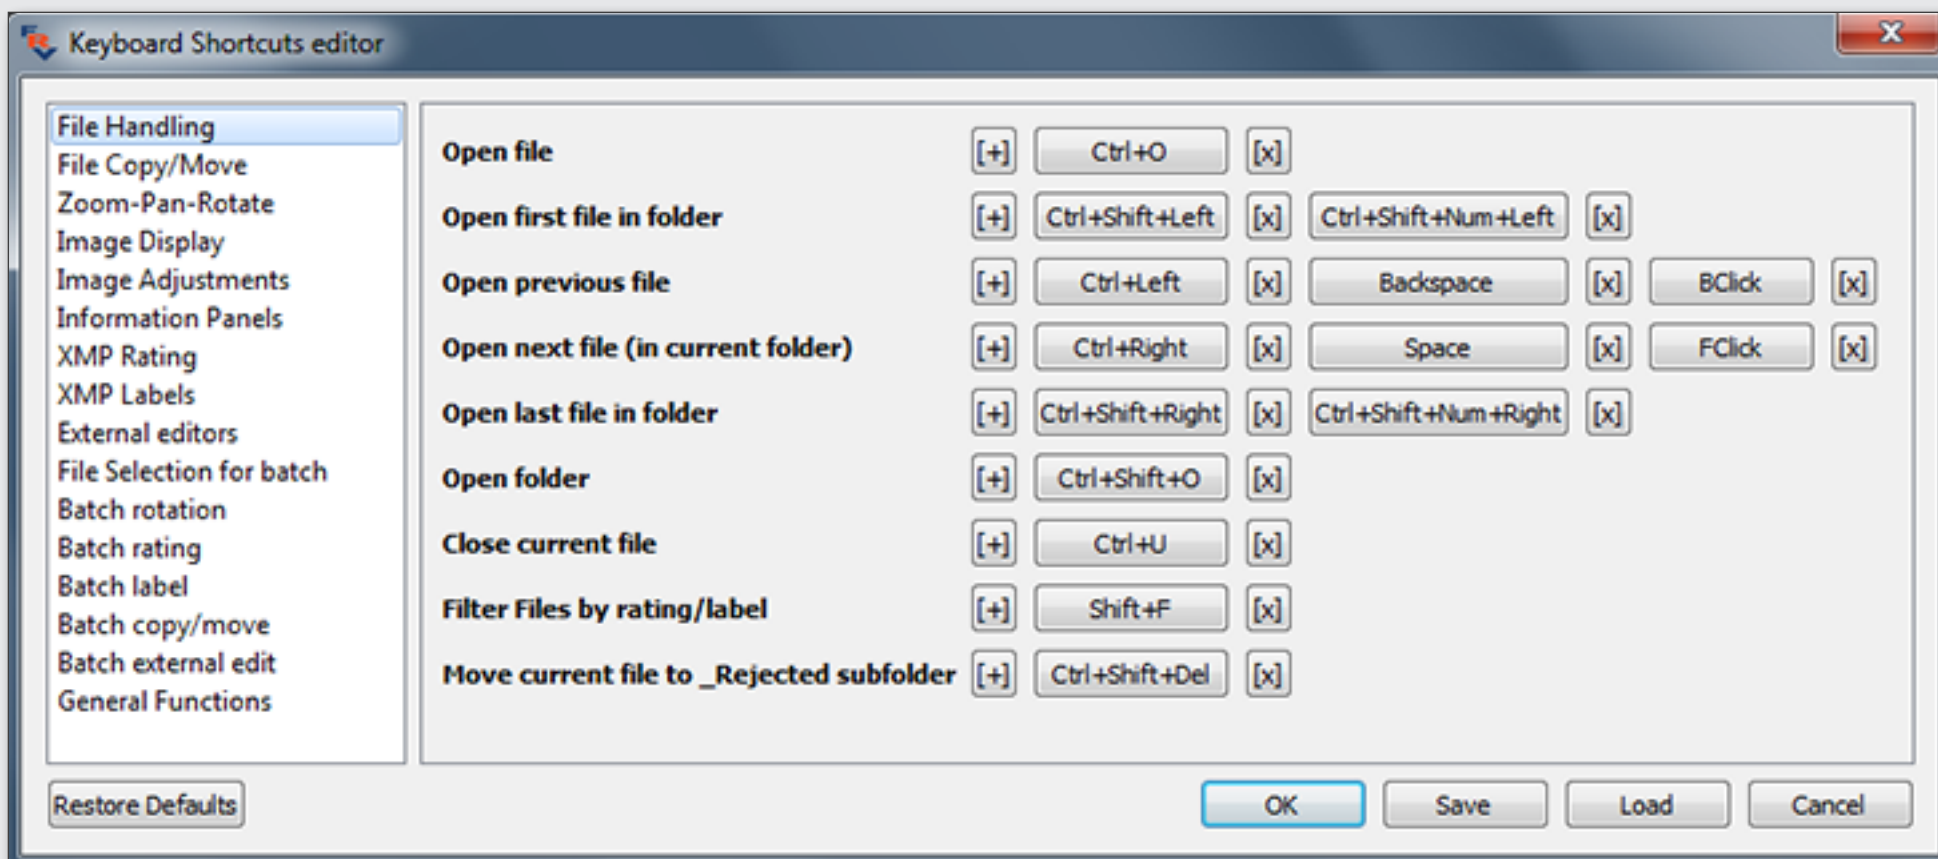 Keyboard Shortcuts editor
x
File Handling
File Copy/Move
Zoom-Pan-Rotate
Image Display
Image Adjustments
Information Panels
XMP Rating
XMP Labels
External editors
File Selection for batch
Batch rotation
Batch rating
Batch label
Batch copy/move
Batch external edit
General Functions
Open file [+] Ctrl+O [x]
Open first file in folder [+] Ctrl+Shift+Left [x] Ctrl+Shift+Num+Left [x]
Open previous file [+] Ctrl+Left [x] Backspace [x] BClick [x]
Open next file (in current folder) [+] Ctrl+Right [x] Space [x] FClick [x]
Open last file in folder [+] Ctrl+Shift+Right [x] Ctrl+Shift+Num+Right [x]
Open folder [+] Ctrl+Shift+O [x]
Close current file [+] Ctrl+U [x]
Filter Files by rating/label [+] Shift+F [x]
Move current file to _Rejected subfolder [+] Ctrl+Shift+Del [x]
Restore Defaults OK Save Load Cancel